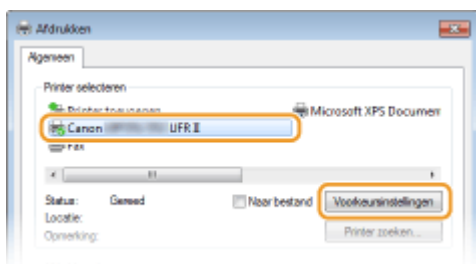 Afdrukken
Algemeen
Printer selecteren
Printer toevoegen
Microsoft XPS Documen
Canon UFR II
Fax
Status: Gereed
Naar bestand
Voorkeursinstellingen
Locatie:
Opmerking:
Printer zoeken...